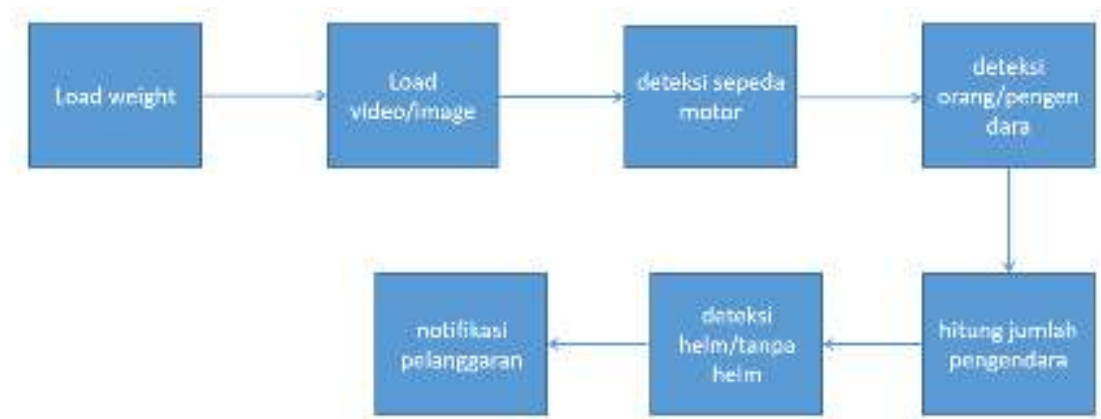 Load weight
Load
video/image
deteksi sepeda
motor
deteksi
orang/pengen
dara
hitung jumlah
pengendara
deteksi
helm/tanpa
helm
notifikasi
pelanggaran